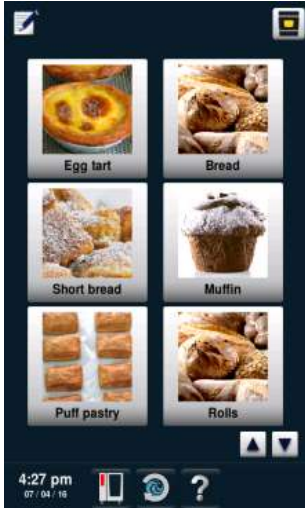 Egg tart
Bread
Short bread
Muffin
Puff pastry
Rolls
4:27 pm
07 / 04 / 16
?